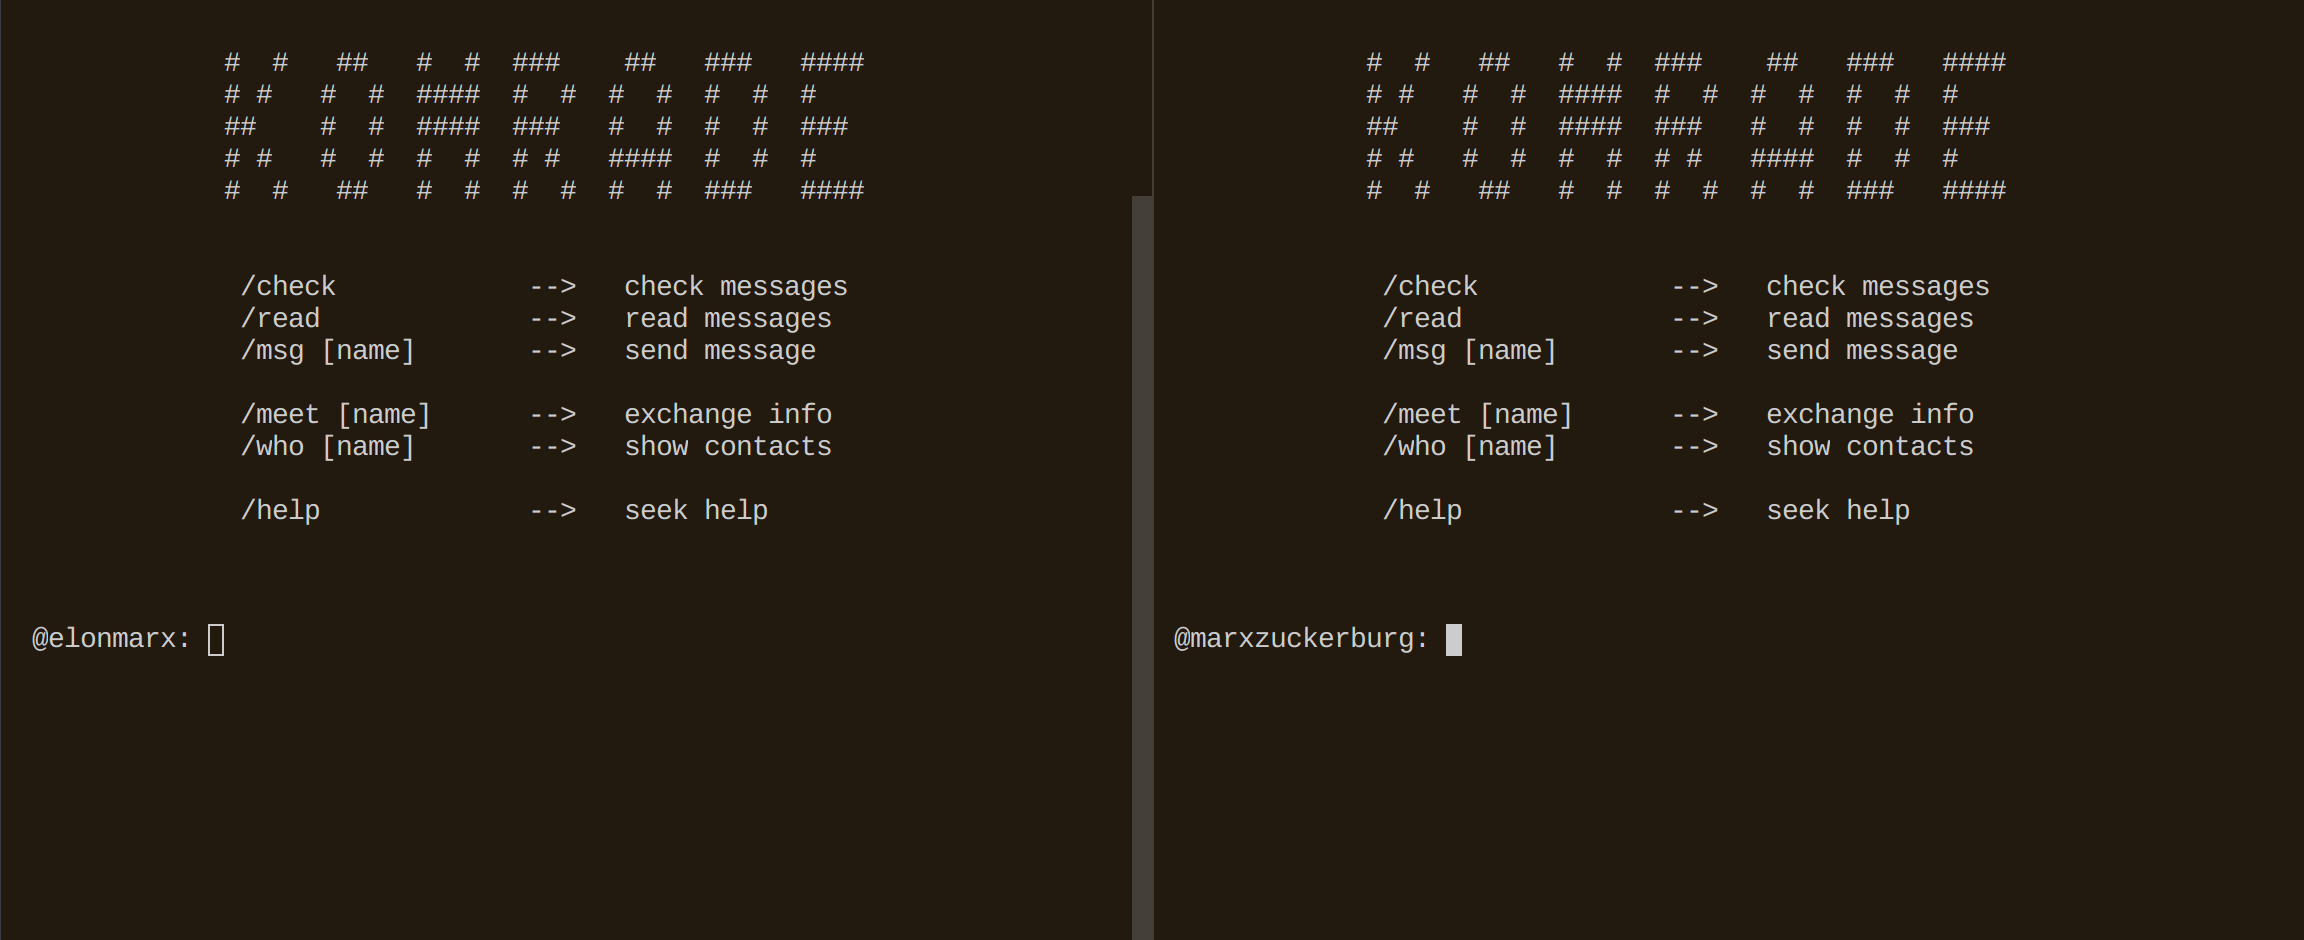 #  #   ##   #  #  ###    ##   ###   ####
# #   #  #  ####  #  #  #  #  #  #  #
##    #  #  ####  ###   #  #  #  #  ###
# #   #  #  #  #  # #   ####  #  #  #
#  #   ##   #  #  #  #  #  #  ###   ####
/check --> check messages
/read --> read messages
/msg [name] --> send message
/meet [name] --> exchange info
/who [name] --> show contacts
/help --> seek help
@elonmarx:
#  #   ##   #  #  ###    ##   ###   ####
# #   #  #  ####  #  #  #  #  #  #  #
##    #  #  ####  ###   #  #  #  #  ###
# #   #  #  #  #  # #   ####  #  #  #
#  #   ##   #  #  #  #  #  #  ###   ####
/check --> check messages
/read --> read messages
/msg [name] --> send message
/meet [name] --> exchange info
/who [name] --> show contacts
/help --> seek help
@marxzuckerburg: